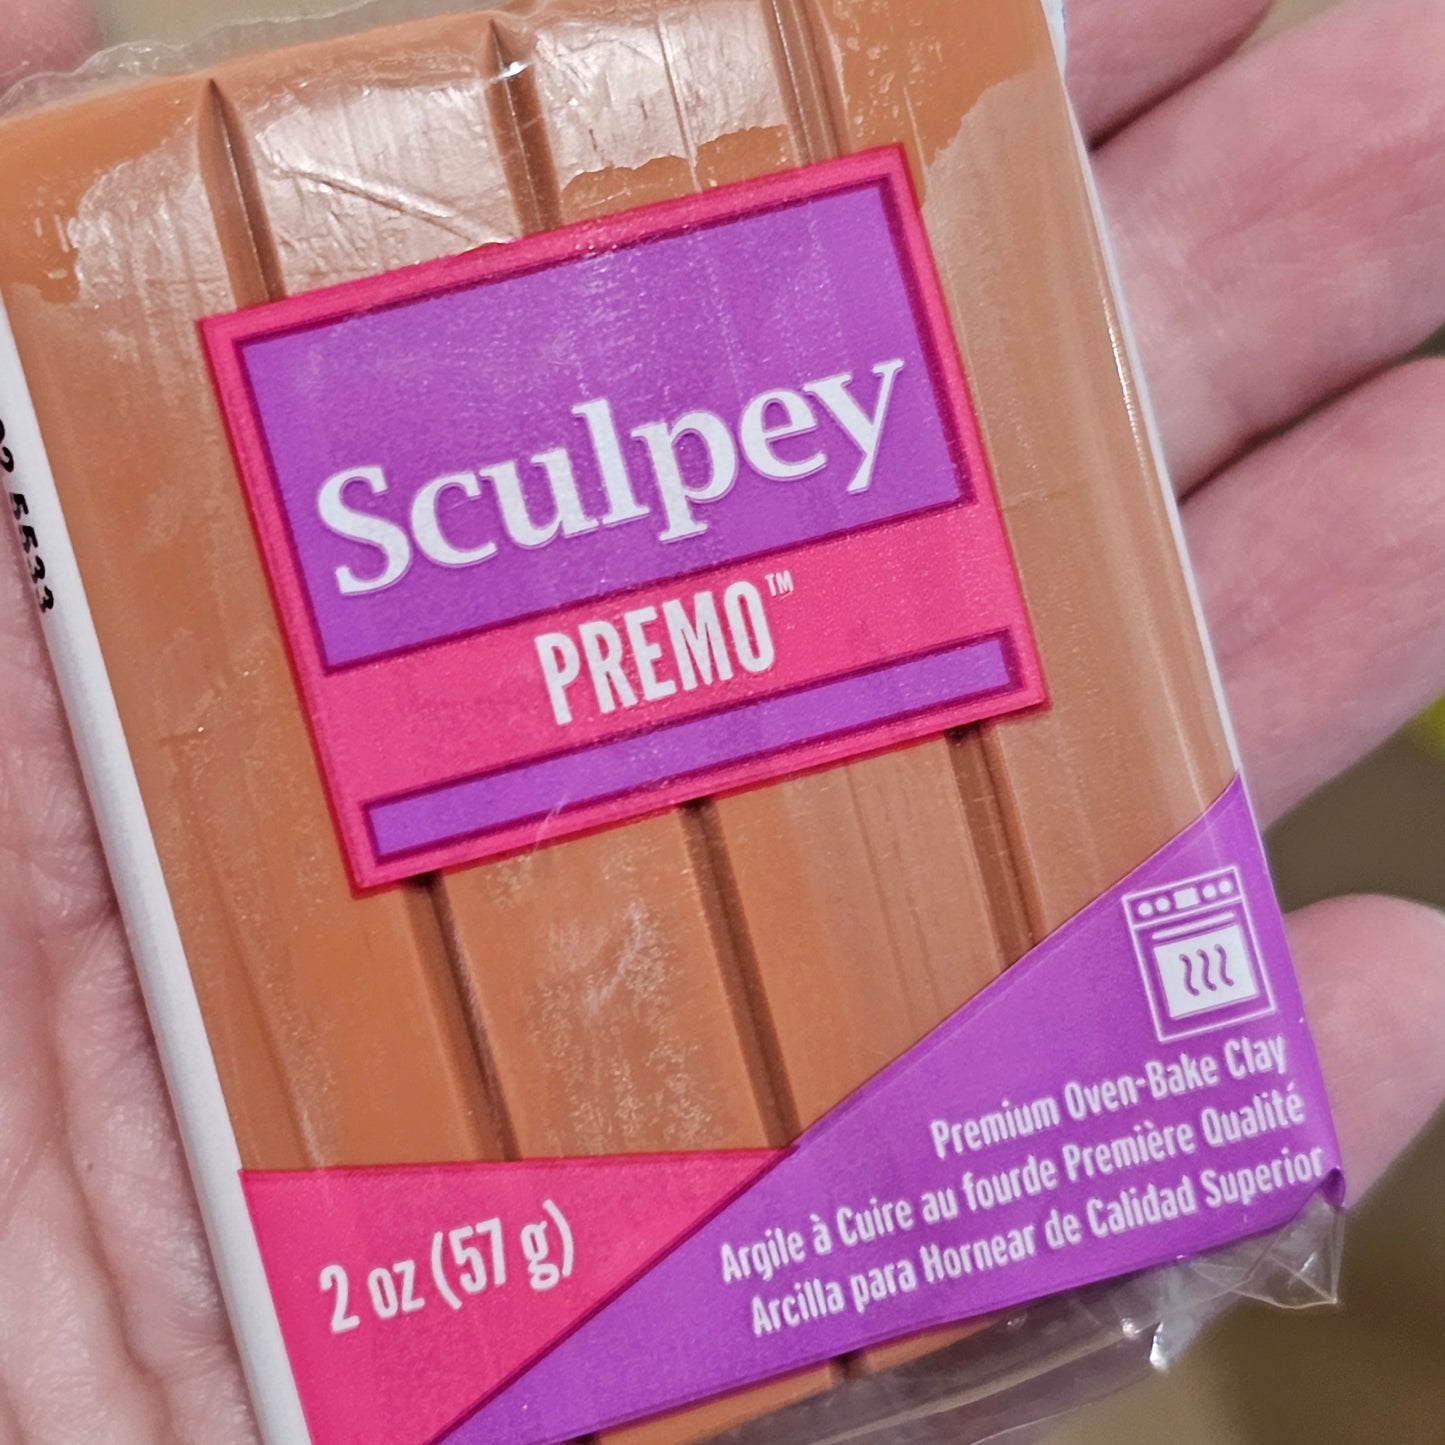 Sculpey
PREMO™
Premium Oven-Bake Clay
Argile à Cuire au fourde Première Qualité
Arcilla para Hornear de Calidad Superior
2 oz (57 g)
5533